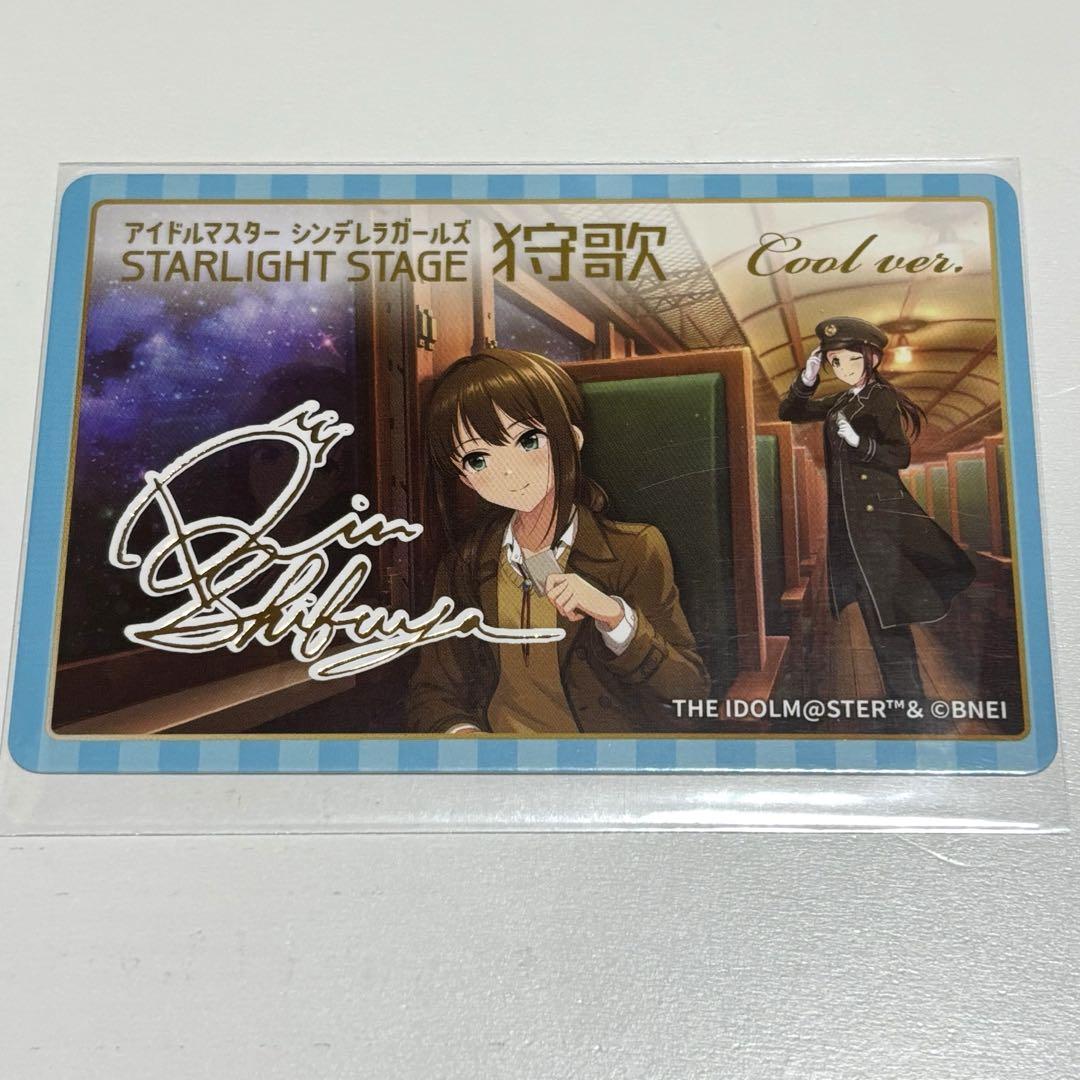 アイドルマスター シンデレラガールズ
STARLIGHT STAGE 狩歌
Cool ver.
Rin
Shibuya
THE IDOLM@STER™& ©BNEI